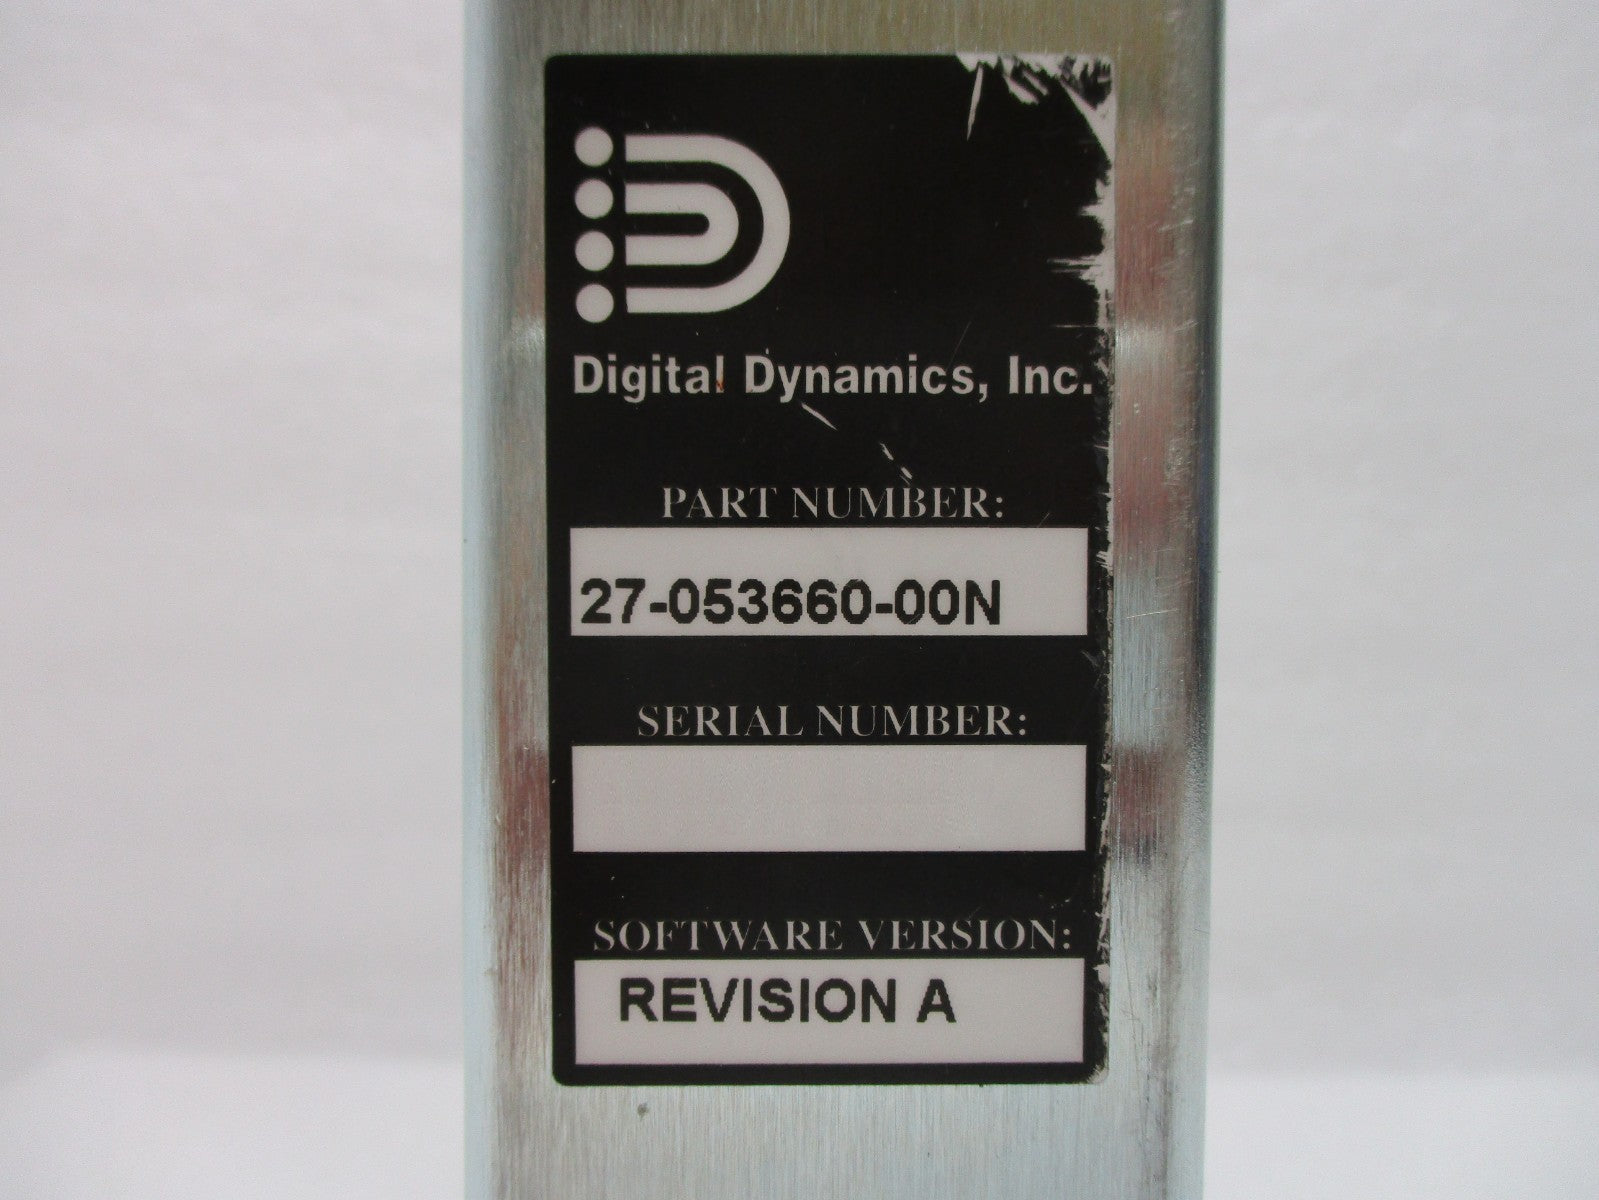 Digital Dynamics, Inc.
PART NUMBER:
27-053660-00N
SERIAL NUMBER:
SOFTWARE VERSION:
REVISION A